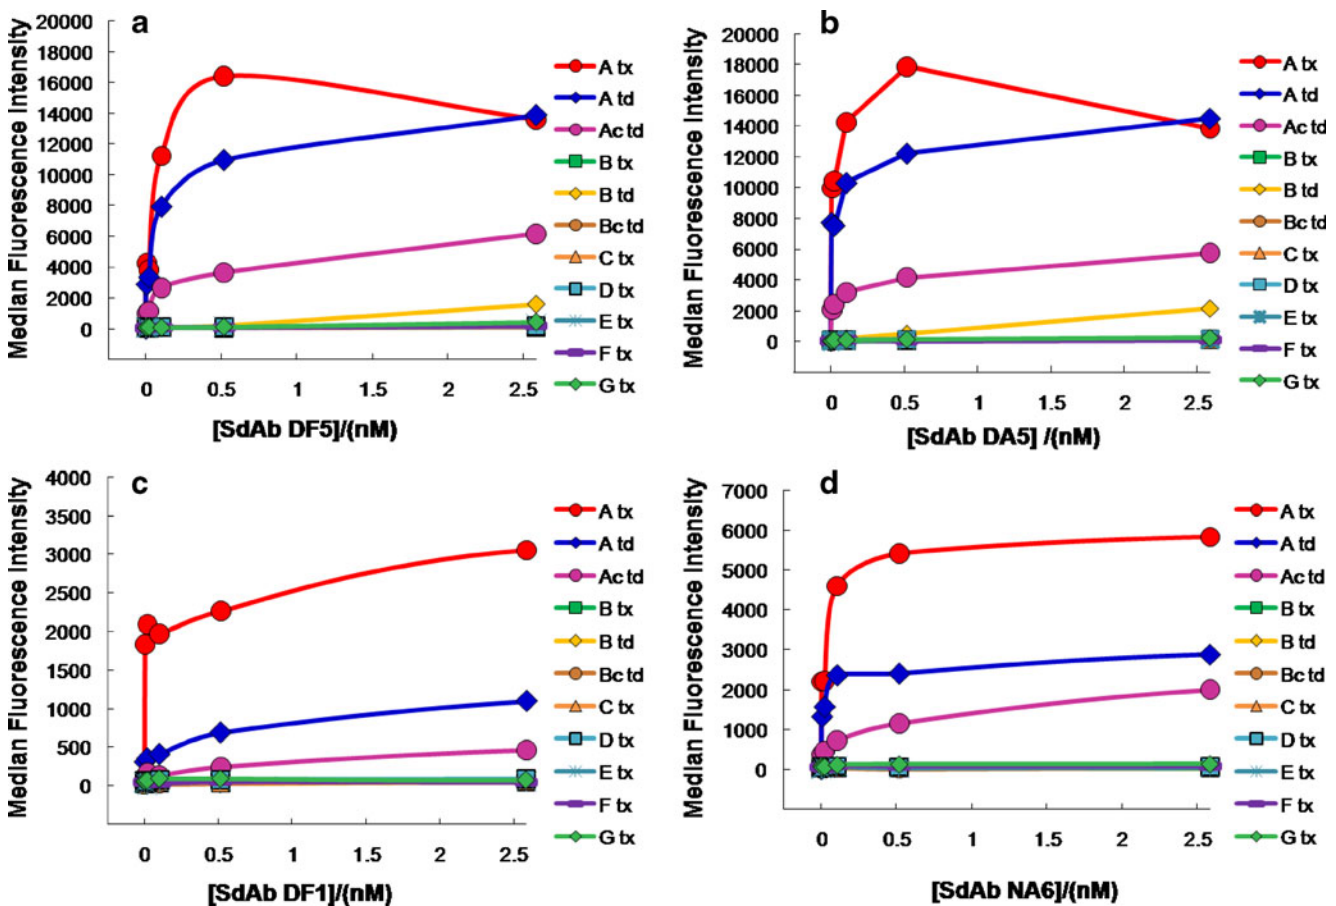 a
Median Fluorescence Intensity
20000
18000
16000
14000
12000
10000
8000
6000
4000
2000
0
0 0.5 1 1.5 2 2.5
[SdAb DF5]/(nM)
A tx
A td
Ac td
B tx
B td
Bc td
C tx
D tx
E tx
F tx
G tx
b
Median Fluorescence Intensity
20000
18000
16000
14000
12000
10000
8000
6000
4000
2000
0
0 0.5 1 1.5 2 2.5
[SdAb DA5] /(nM)
A tx
A td
Ac td
B tx
B td
Bc td
C tx
D tx
E tx
F tx
G tx
c
Median Fluorescence Intensity
4000
3500
3000
2500
2000
1500
1000
500
0
0 0.5 1 1.5 2 2.5
[SdAb DF1]/(nM)
A tx
A td
Ac td
B tx
B td
Bc td
C tx
D tx
E tx
F tx
G tx
d
Median Fluorescence Intensity
7000
6000
5000
4000
3000
2000
1000
0
0 0.5 1 1.5 2 2.5
[SdAb NA6]/(nM)
A tx
A td
Ac td
B tx
B td
Bc td
C tx
D tx
E tx
F tx
G tx